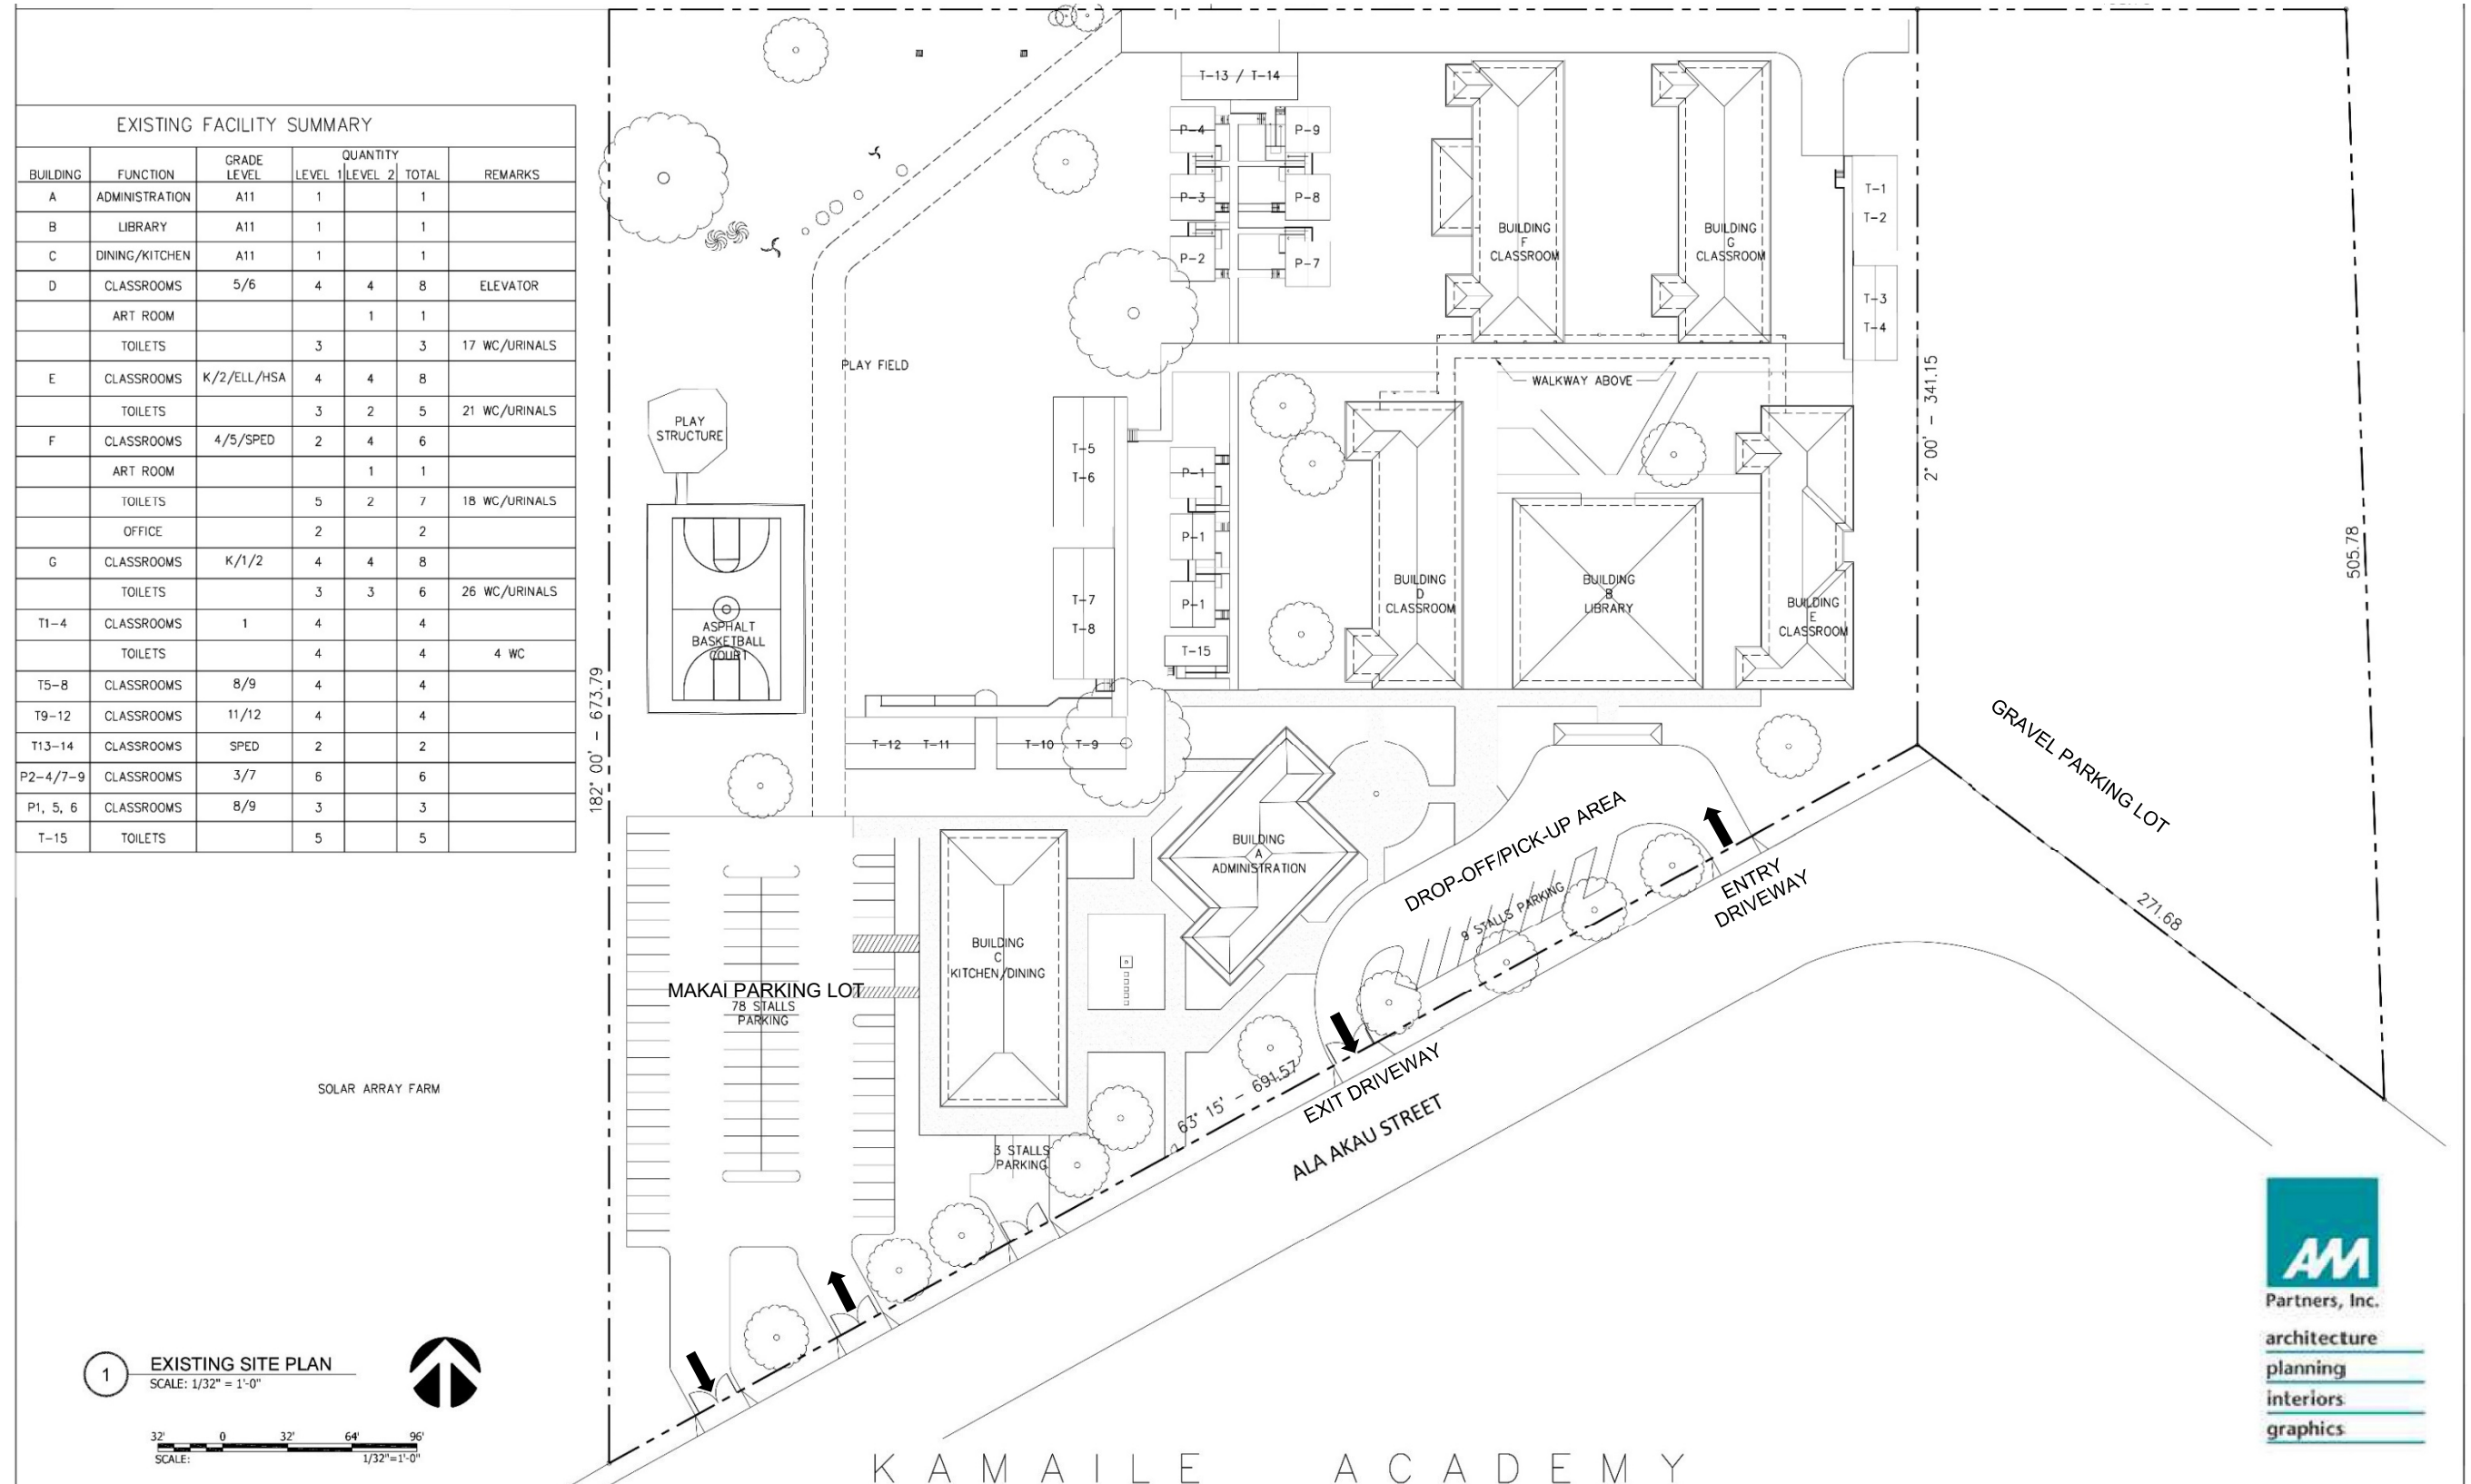 EXISTING FACILITY SUMMARY
QUANTITY
BUILDING FUNCTION GRADE LEVEL LEVEL 1 LEVEL 2 TOTAL REMARKS
A ADMINISTRATION A11 1 1
B LIBRARY A11 1 1
C DINING/KITCHEN A11 1 1
D CLASSROOMS 5/6 4 4 8 ELEVATOR
ART ROOM 1 1
TOILETS 3 3 17 WC/URINALS
E CLASSROOMS K/2/ELL/HSA 4 4 8
TOILETS 3 2 5 21 WC/URINALS
F CLASSROOMS 4/5/SPED 2 4 6
ART ROOM 1 1
TOILETS 5 2 7 18 WC/URINALS
OFFICE 2 2
G CLASSROOMS K/1/2 4 4 8
TOILETS 3 3 6 26 WC/URINALS
T1-4 CLASSROOMS 1 4 4
TOILETS 4 4 4 WC
T5-8 CLASSROOMS 8/9 4 4
T9-12 CLASSROOMS 11/12 4 4
T13-14 CLASSROOMS SPED 2 2
P2-4/7-9 CLASSROOMS 3/7 6 6
P1, 5, 6 CLASSROOMS 8/9 3 3
T-15 TOILETS 5 5
T-13 / T-14
P-4
P-9
P-3
P-8
P-2
P-7
BUILDING
F
CLASSROOM
BUILDING
G
CLASSROOM
T-1
T-2
T-3
T-4
PLAY FIELD
WALKWAY ABOVE
2° 00' - 341.15
505.78
PLAY
STRUCTURE
T-5
T-6
P-1
P-1
P-1
T-7
T-8
T-15
ASPHALT
BASKETBALL
COURT
BUILDING
D
CLASSROOM
BUILDING
B
LIBRARY
BUILDING
E
CLASSROOM
182° 00' - 673.79
T-12 T-11
T-10 T-9
GRAVEL PARKING LOT
BUILDING
A
ADMINISTRATION
DROP-OFF/PICK-UP AREA
9 STALLS PARKING
ENTRY
DRIVEWAY
271.68
BUILDING
C
KITCHEN/DINING
MAKAI PARKING LOT
78 STALLS
PARKING
SOLAR ARRAY FARM
63° 15' - 691.57
EXIT DRIVEWAY
ALA AKAU STREET
3 STALLS
PARKING
1
EXISTING SITE PLAN
SCALE: 1/32" = 1'-0"
32' 0 32' 64' 96'
SCALE: 1/32"=1'-0"
KAMAILE ACADEMY
AM
Partners, Inc.
architecture
planning
interiors
graphics